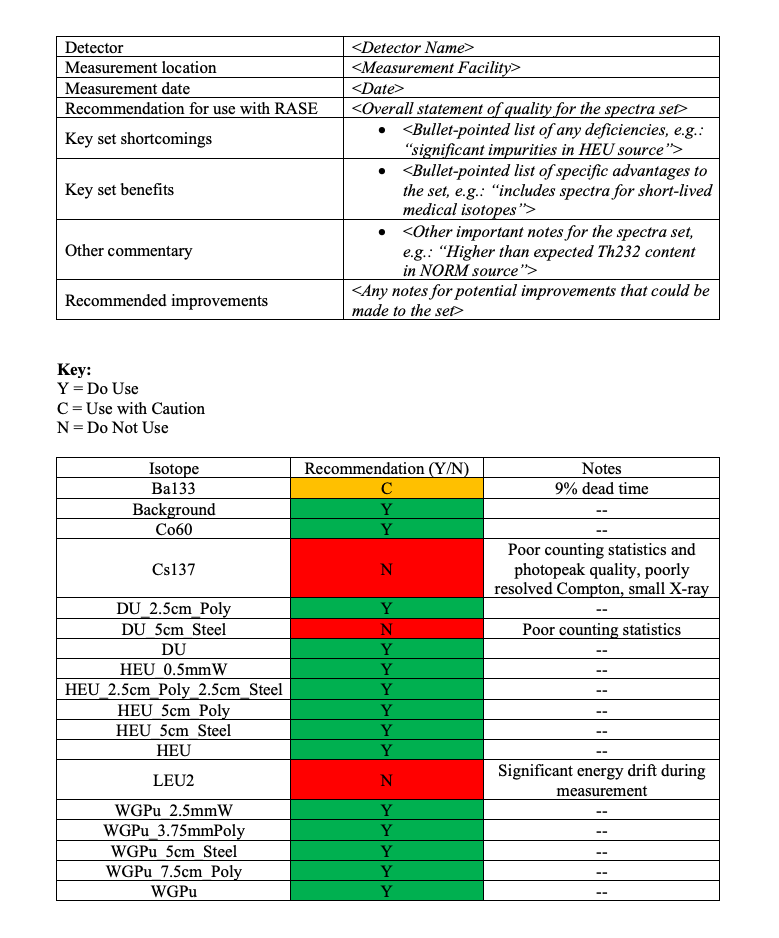 Detector <Detector Name>
Measurement location <Measurement Facility>
Measurement date <Date>
Recommendation for use with RASE <Overall statement of quality for the spectra set>
Key set shortcomings
• <Bullet-pointed list of any deficiencies, e.g.:
“significant impurities in HEU source”>
Key set benefits
• <Bullet-pointed list of specific advantages to
the set, e.g.: “includes spectra for short-lived
medical isotopes”>
Other commentary
• <Other important notes for the spectra set,
e.g.: “Higher than expected Th232 content
in NORM source”>
Recommended improvements
<Any notes for potential improvements that could be
made to the set>
Key:
Y = Do Use
C = Use with Caution
N = Do Not Use
Isotope Recommendation (Y/N) Notes
Ba133 C 9% dead time
Background Y --
Co60 Y --
Cs137 N
Poor counting statistics and
photopeak quality, poorly
resolved Compton, small X-ray
DU_2.5cm_Poly Y --
DU_5cm_Steel N Poor counting statistics
DU Y --
HEU_0.5mmW Y --
HEU_2.5cm_Poly_2.5cm_Steel Y --
HEU_5cm_Poly Y --
HEU_5cm_Steel Y --
HEU Y --
LEU2 N
Significant energy drift during
measurement
WGPu_2.5mmW Y --
WGPu_3.75mmPoly Y --
WGPu_5cm_Steel Y --
WGPu_7.5cm_Poly Y --
WGPu Y --